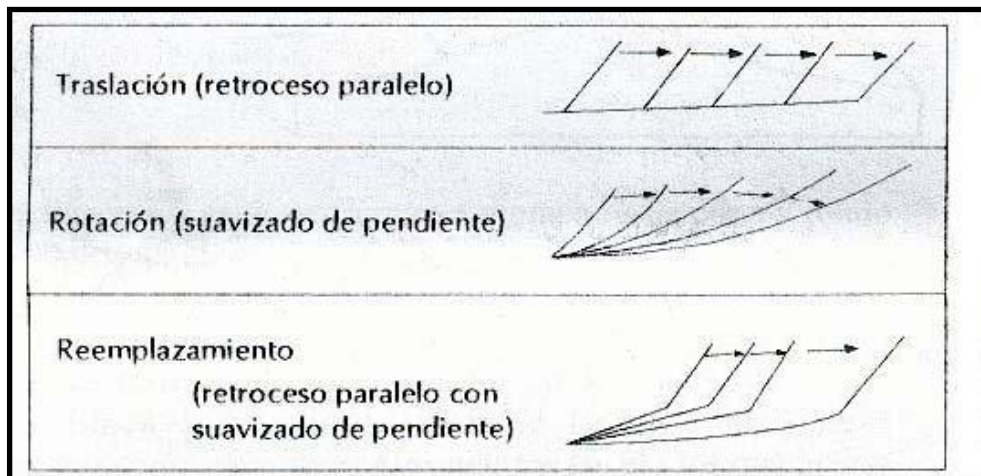 Traslación (retroceso paralelo)
Rotación (suavizado de pendiente)
Reemplazamiento
(retroceso paralelo con
suavizado de pendiente)